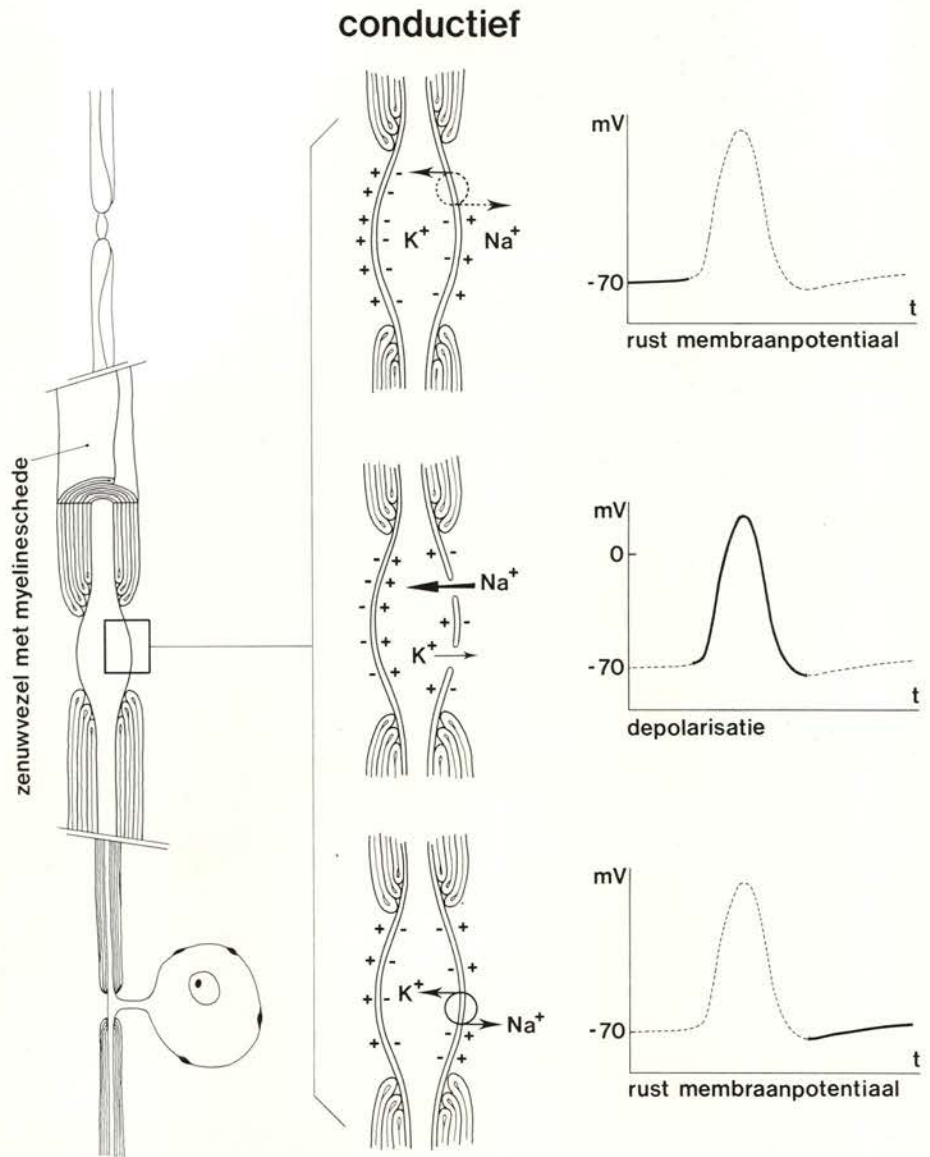 conductief
zenuwvezel met myelineschede
+ -
+ -
+ - K⁺ - + Na⁺
+ - - +
+ - - +
+ - - +
mV
-70
t
rust membraanpotentiaal
- + + -
- + Na⁺
- + + -
- + K⁺
- + + -
mV
0
-70
t
depolarisatie
+ - - +
+ - - +
+ - K⁺
Na⁺
+ - - +
+ - - +
mV
-70
t
rust membraanpotentiaal